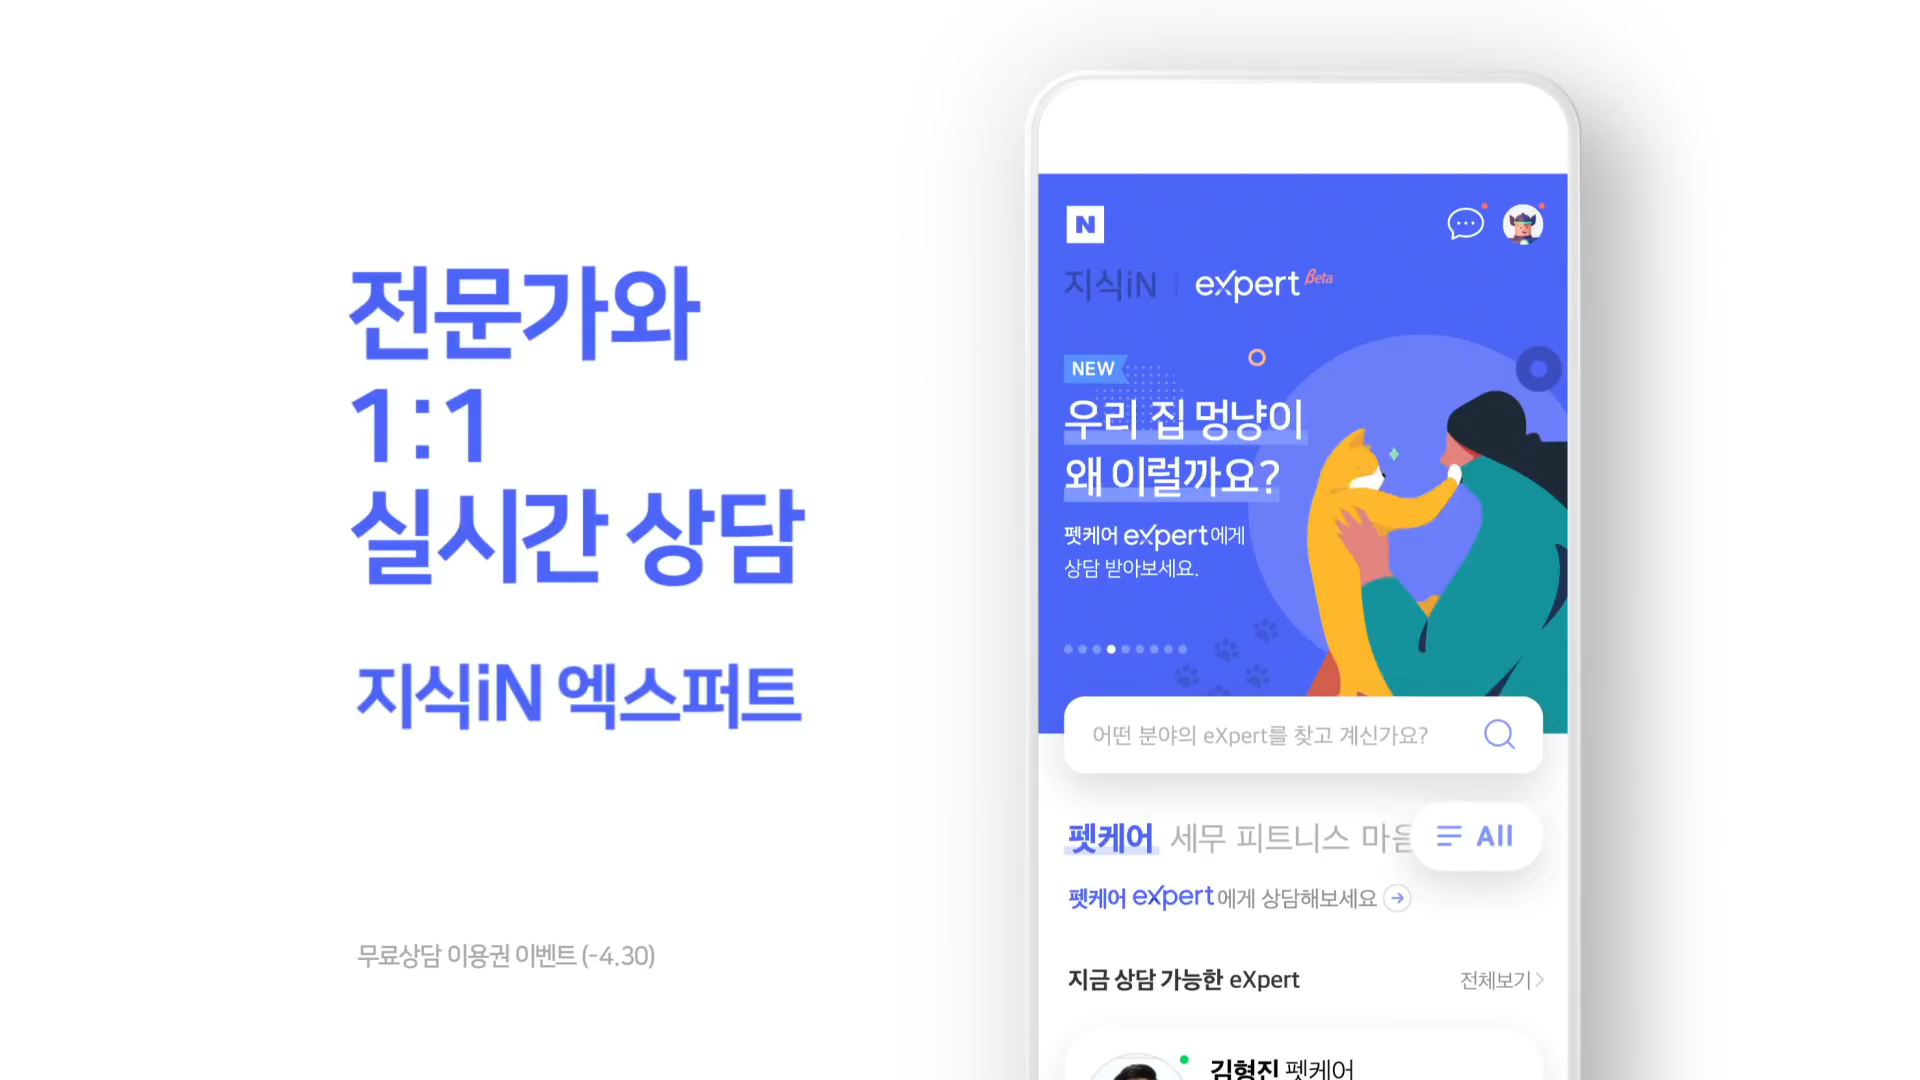 전문가와
1:1
실시간 상담
지식iN 엑스퍼트
무료상담 이용권 이벤트 (-4.30)
N
지식iN | eXpert Beta
NEW
우리 집 멍냥이
왜 이럴까요?
펫케어 eXpert에게
상담 받아보세요.
어떤 분야의 eXpert를 찾고 계신가요?
펫케어 세무 피트니스 마음 All
펫케어 eXpert에게 상담해보세요
지금 상담 가능한 eXpert 전체보기
김형진 펫케어